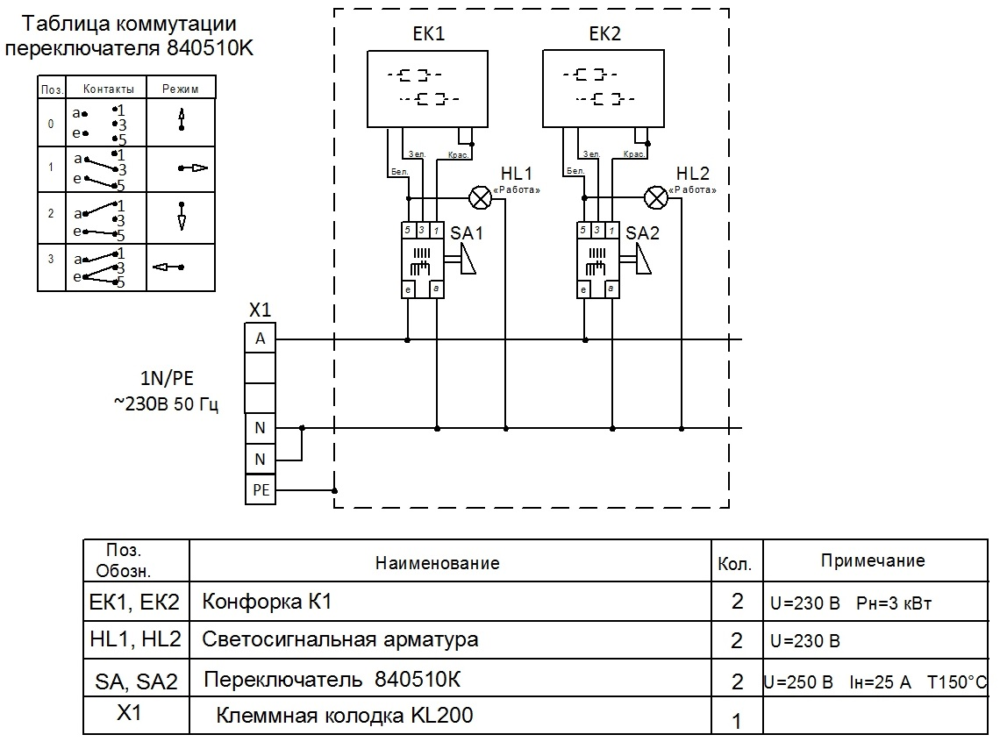 Таблица коммутации
переключателя 840510К
Поз. Контакты Режим
0
а 1
3
е 5
1
а 1
3
е 5
2
а 1
3
е 5
3
а 1
е 3
5
EK1
EK2
Бел. Зел. Крас.
Бел. Зел. Крас.
HL1
«Работа»
HL2
«Работа»
5 3 1
SA1
5 3 1
SA2
е а
е а
X1
A
1N/PE
~230В 50 Гц
N
N
PE
Поз. Обозн. Наименование Кол. Примечание
EK1, EK2 Конфорка К1 2 U=230 В Рн=3 кВт
HL1, HL2 Светосигнальная арматура 2 U=230 В
SA, SA2 Переключатель 840510К 2 U=250 В Iн=25 А Т150°С
X1 Клеммная колодка KL200 1